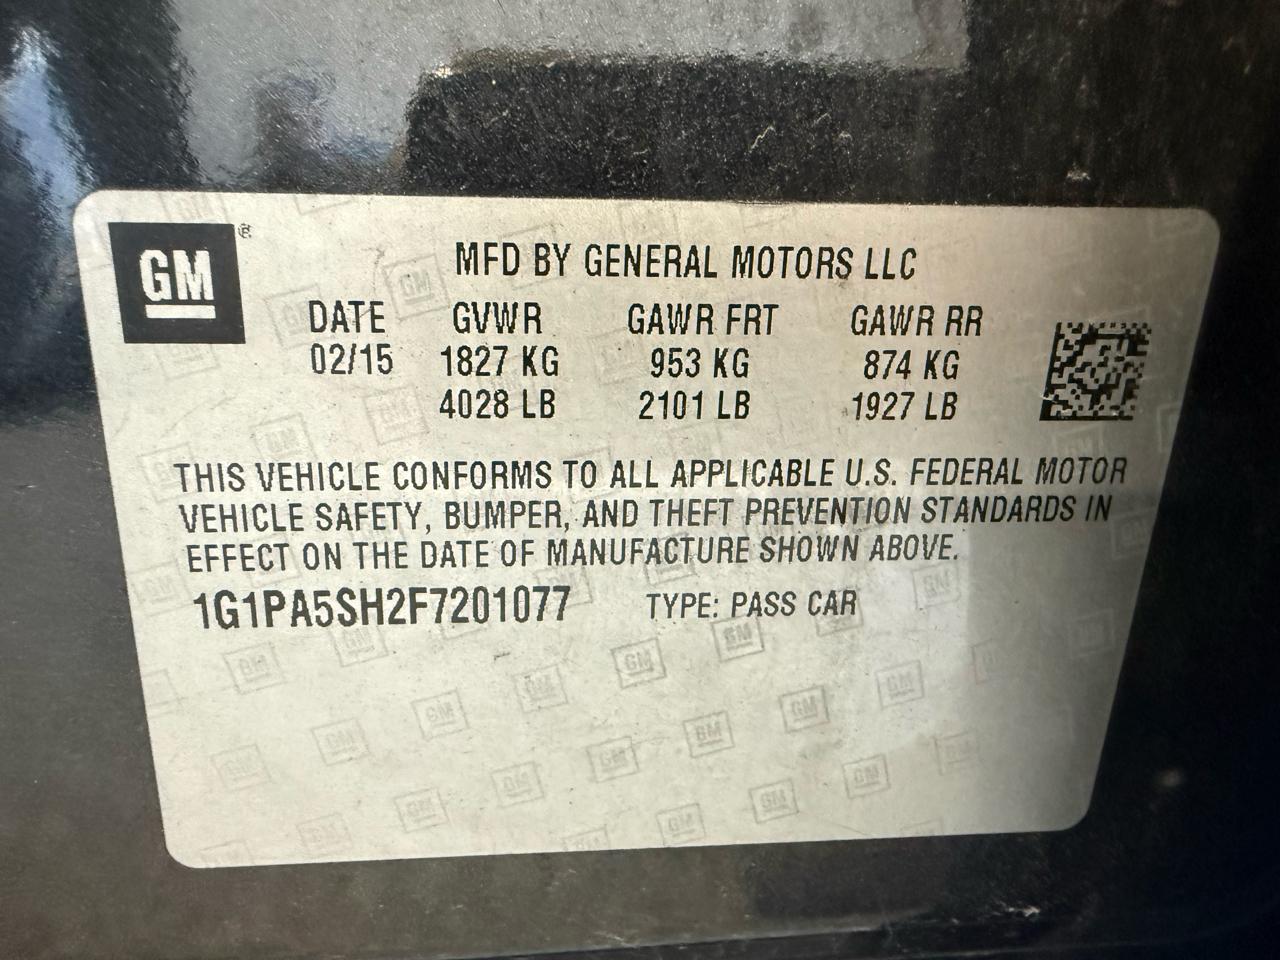 GM ®
MFD BY GENERAL MOTORS LLC
DATE GVWR GAWR FRT GAWR RR
02/15 1827 KG 953 KG 874 KG
4028 LB 2101 LB 1927 LB
THIS VEHICLE CONFORMS TO ALL APPLICABLE U.S. FEDERAL MOTOR
VEHICLE SAFETY, BUMPER, AND THEFT PREVENTION STANDARDS IN
EFFECT ON THE DATE OF MANUFACTURE SHOWN ABOVE.
1G1PA5SH2F7201077 TYPE: PASS CAR